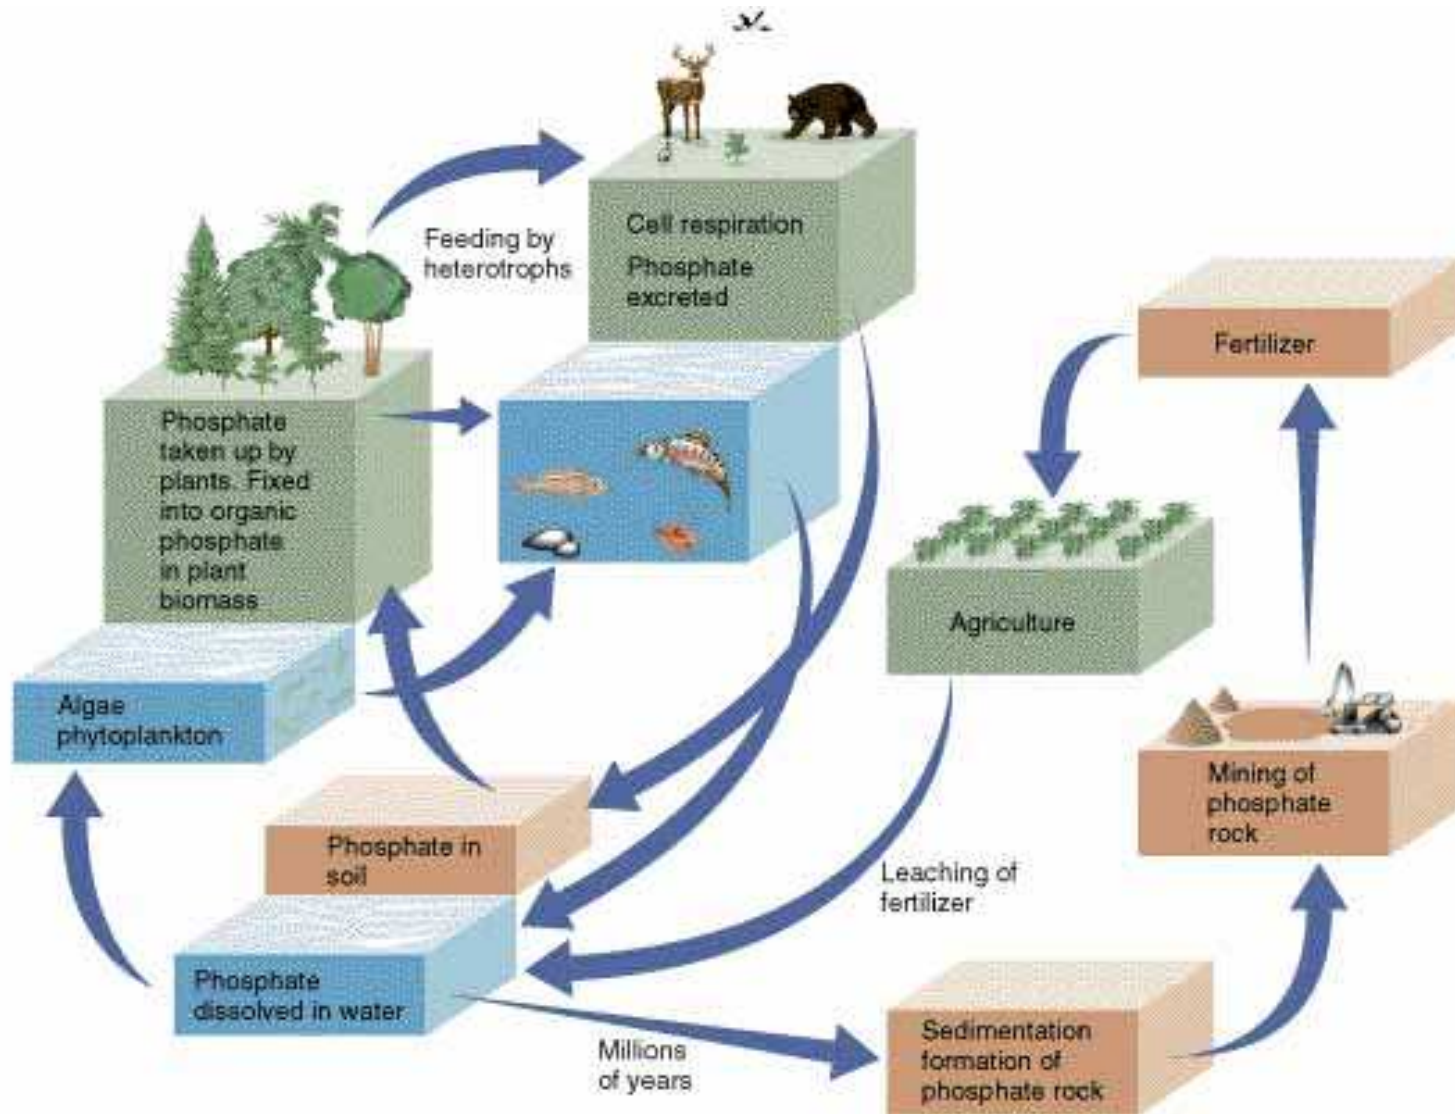 Feeding by
heterotrophs
Cell respiration
Phosphate
excreted
Fertilizer
Phosphate
taken up by
plants. Fixed
into organic
phosphate
in plant
biomass
Agriculture
Algae
phytoplankton
Mining of
phosphate
rock
Phosphate in
soil
Leaching of
fertilizer
Phosphate
dissolved in water
Millions
of years
Sedimentation
formation of
phosphate rock